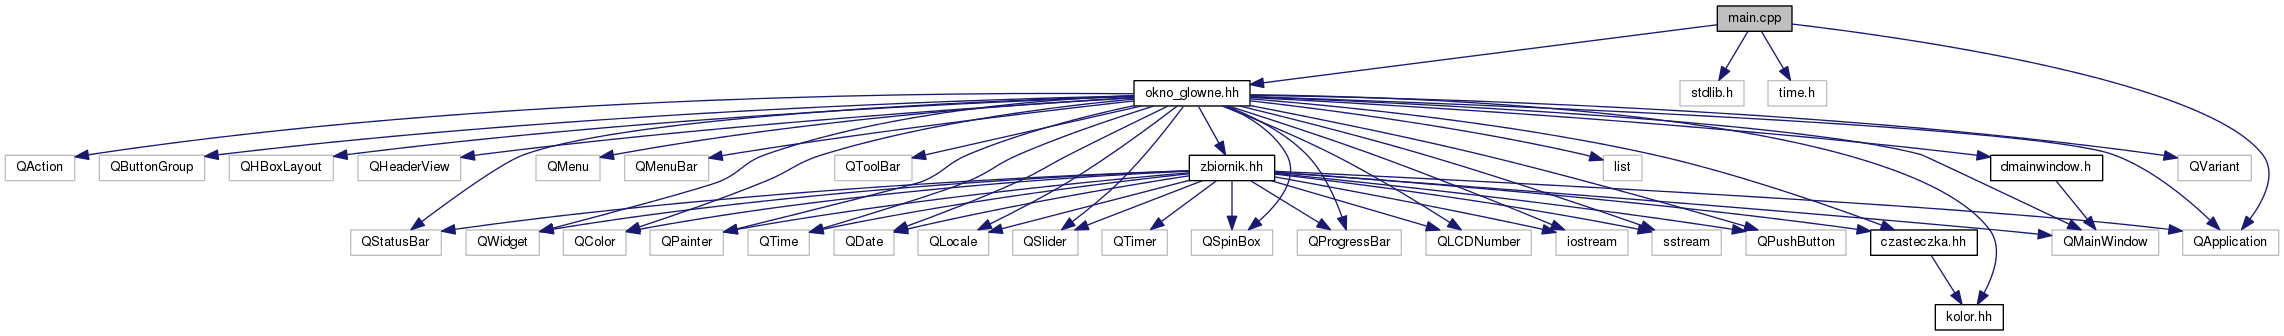 main.cpp
okno_glowne.hh
stdlib.h
time.h
QAction
QButtonGroup
QHBoxLayout
QHeaderView
QMenu
QMenuBar
QToolBar
zbiornik.hh
list
dmainwindow.h
QVariant
QStatusBar
QWidget
QColor
QPainter
QTime
QDate
QLocale
QSlider
QTimer
QSpinBox
QProgressBar
QLCDNumber
iostream
sstream
QPushButton
czasteczka.hh
QMainWindow
QApplication
kolor.hh